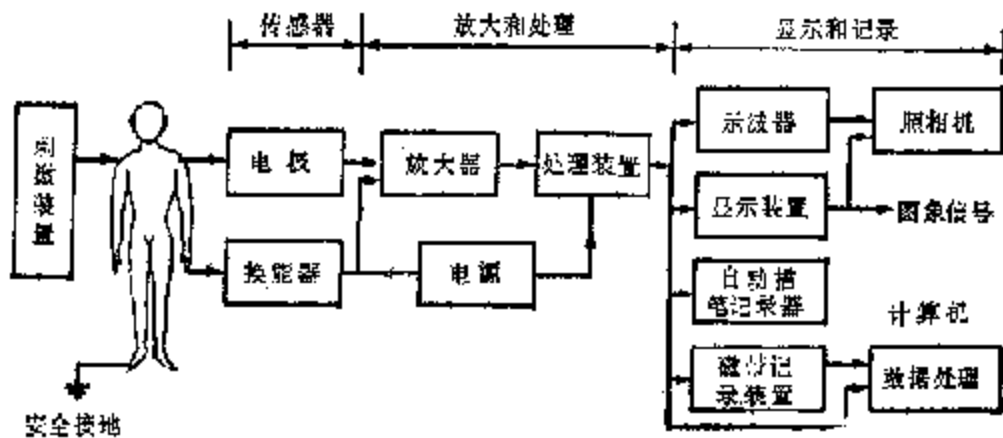 传感器
放大和处理
显示和记录
刺激装置
电极
放大器
处理装置
示波器
照相机
显示装置
图象信号
换能器
电源
自动描
笔记录器
计算机
磁带记
录装置
数据处理
安全接地